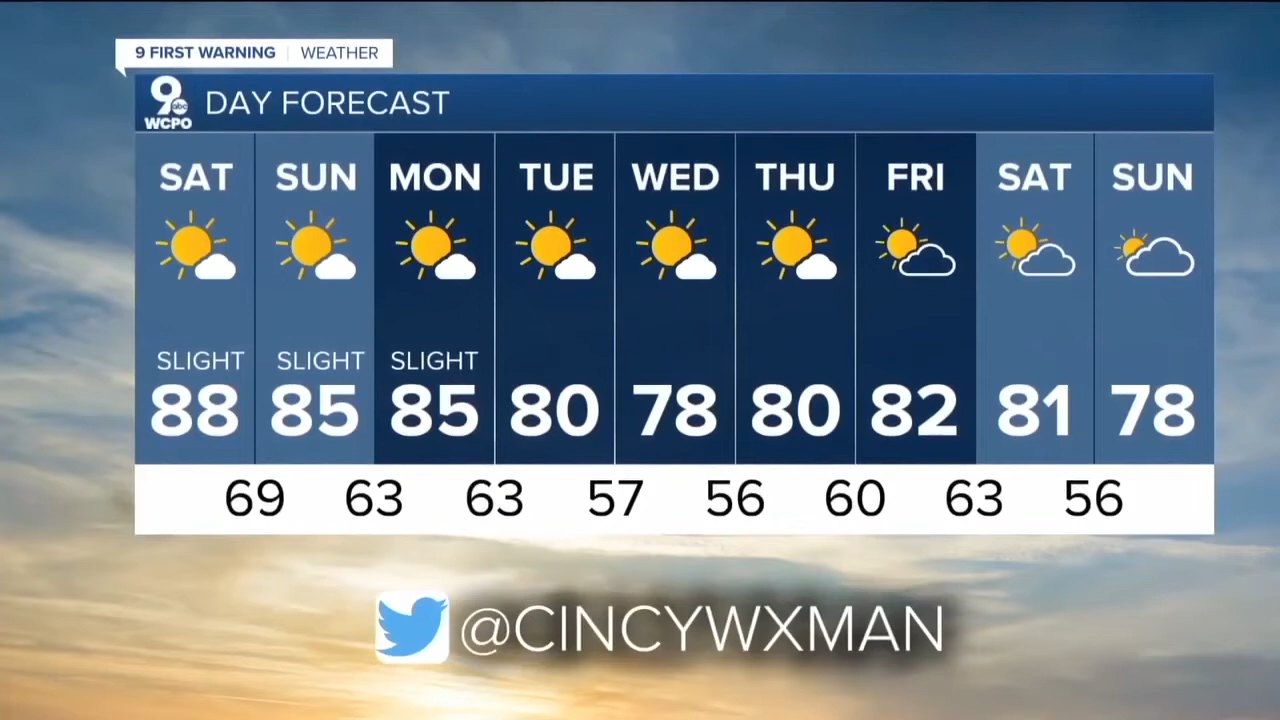 9 FIRST WARNING | WEATHER
9 abc WCPO DAY FORECAST
SAT SUN MON TUE WED THU FRI SAT SUN
SLIGHT SLIGHT SLIGHT
88 85 85 80 78 80 82 81 78
69 63 63 57 56 60 63 56
@CINCYWXMAN